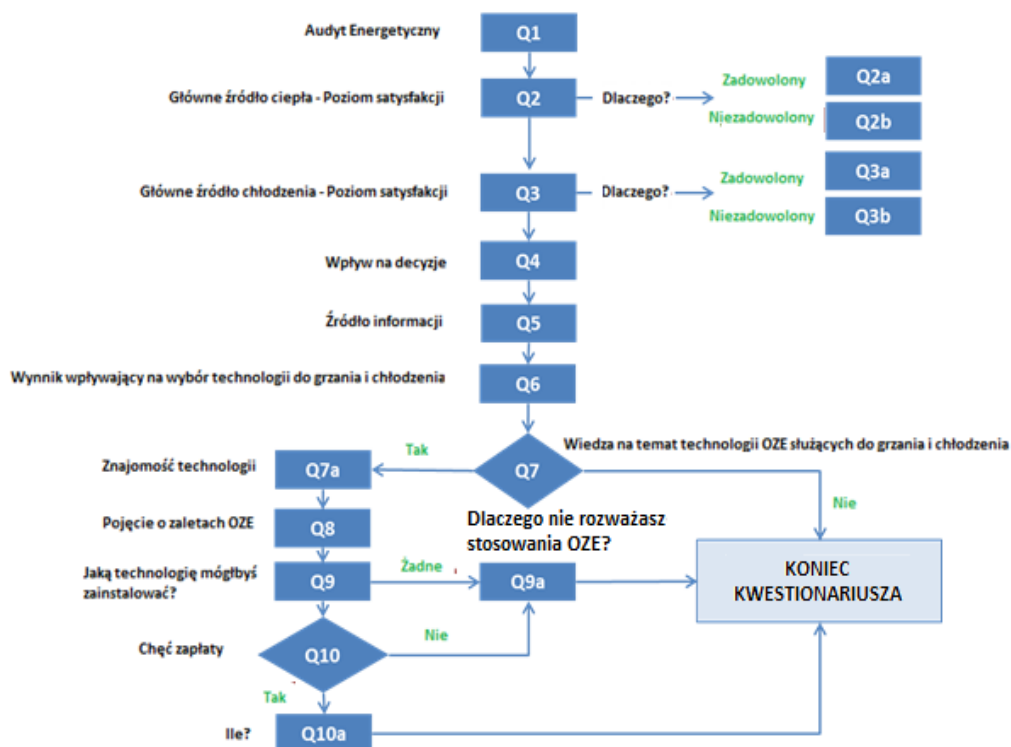 Audyt Energetyczny
Q1
Główne źródło ciepła - Poziom satysfakcji
Q2
Dlaczego?
Zadowolony
Q2a
Niezadowolony
Q2b
Główne źródło chłodzenia - Poziom satysfakcji
Q3
Dlaczego?
Zadowolony
Q3a
Niezadowolony
Q3b
Wpływ na decyzje
Q4
Źródło informacji
Q5
Wynnik wpływający na wybór technologii do grzania i chłodzenia
Q6
Wiedza na temat technologii OZE służących do grzania i chłodzenia
Q7
Tak
Nie
Znajomość technologii
Q7a
Pojęcie o zaletach OZE
Q8
Dlaczego nie rozważasz
stosowania OZE?
Jaką technologię mógłbyś
zainstalować?
Q9
Żadne
Q9a
KONIEC
KWESTIONARIUSZA
Chęć zapłaty
Q10
Nie
Tak
Ile?
Q10a